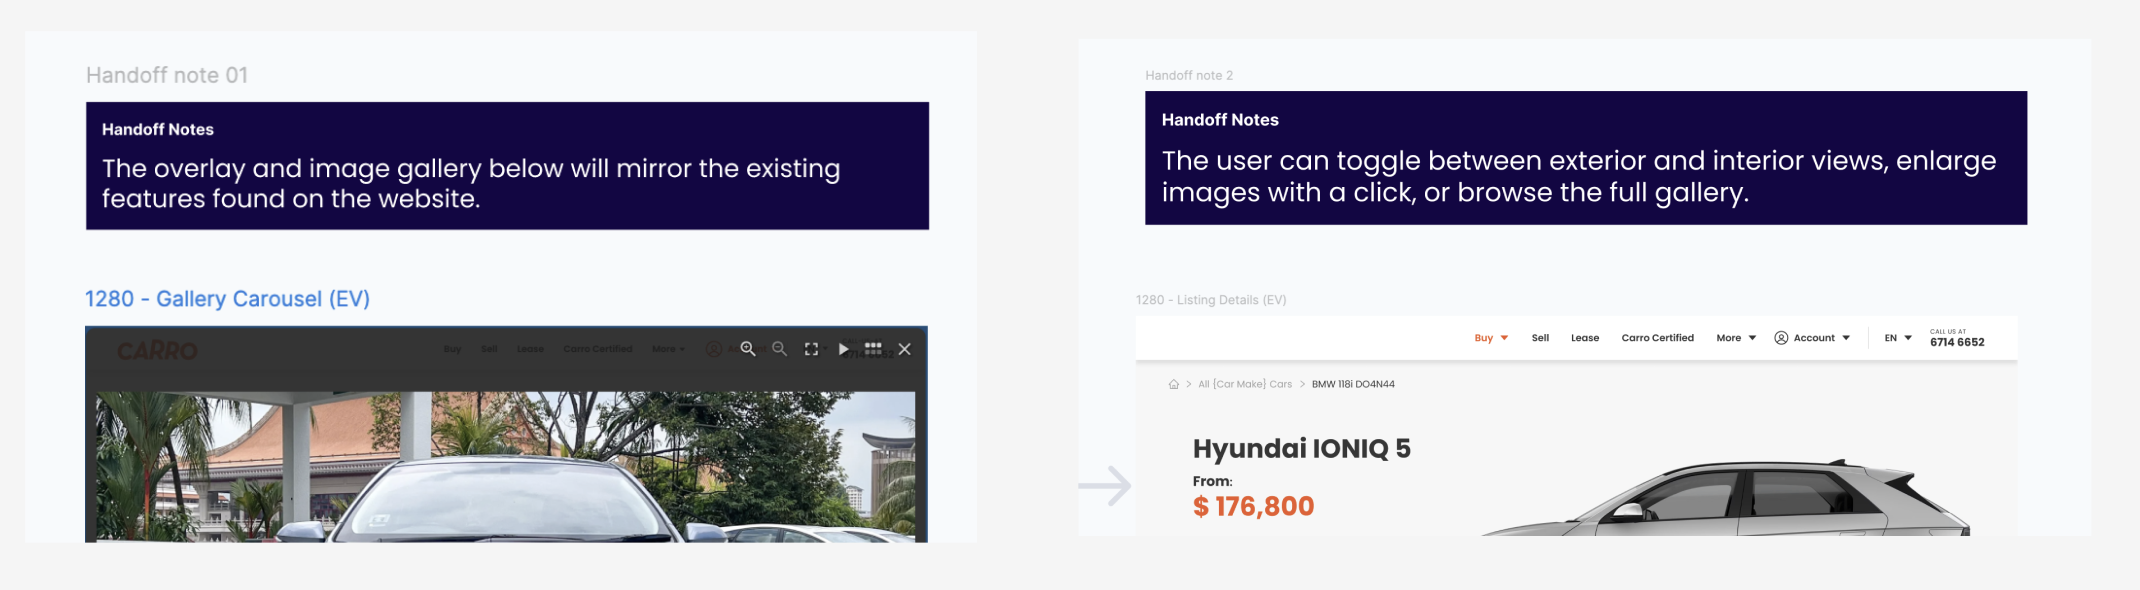 Handoff note 01
Handoff Notes
The overlay and image gallery below will mirror the existing
features found on the website.
1280 - Gallery Carousel (EV)
CARRO
Buy Sell Lease Carro Certified More
6714 6652
Handoff note 2
Handoff Notes
The user can toggle between exterior and interior views, enlarge
images with a click, or browse the full gallery.
1280 - Listing Details (EV)
Buy Sell Lease Carro Certified More Account EN CALL US AT
6714 6652
> All {Car Make} Cars > BMW 118i DO4N44
Hyundai IONIQ 5
From:
$ 176,800